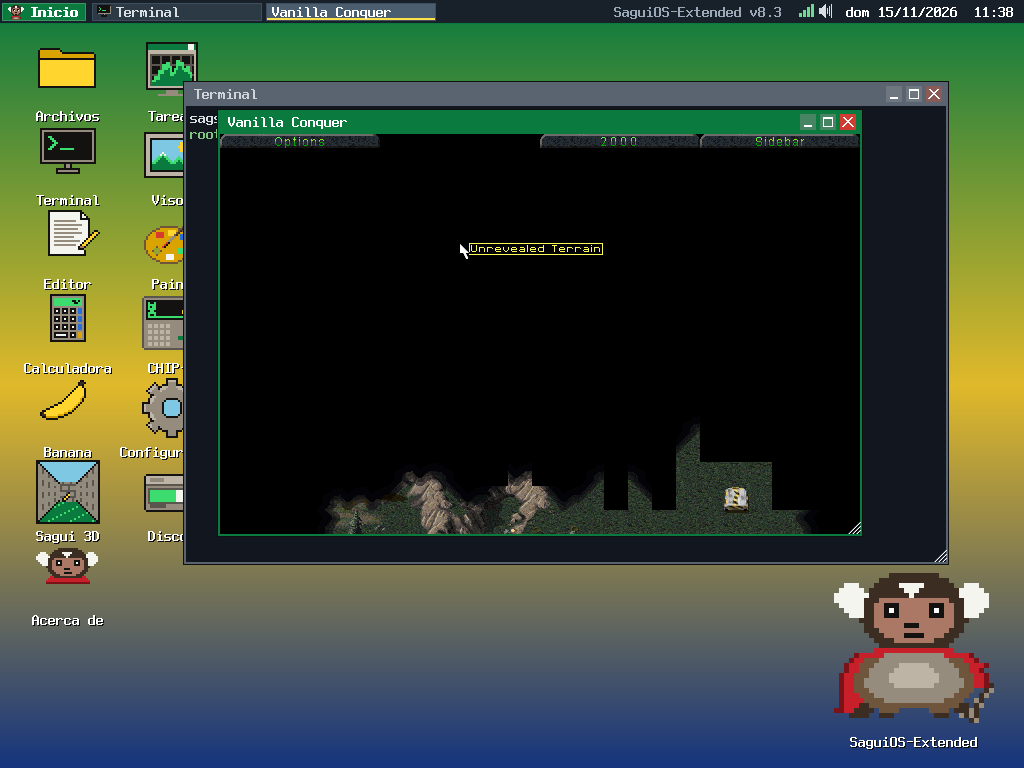 Inicio
Terminal
Vanilla Conquer
SaguiOS-Extended v8.3
dom 15/11/2026
11:38
Archivos
Tarea
Terminal
sags
Vanilla Conquer
root
Options
2000
Sidebar
Terminal
Viso
Unrevealed Terrain
Editor
Pain
Calculadora
CHIP-
Banana
Configur
Sagui 3D
Disco
Acerca de
SaguiOS-Extended